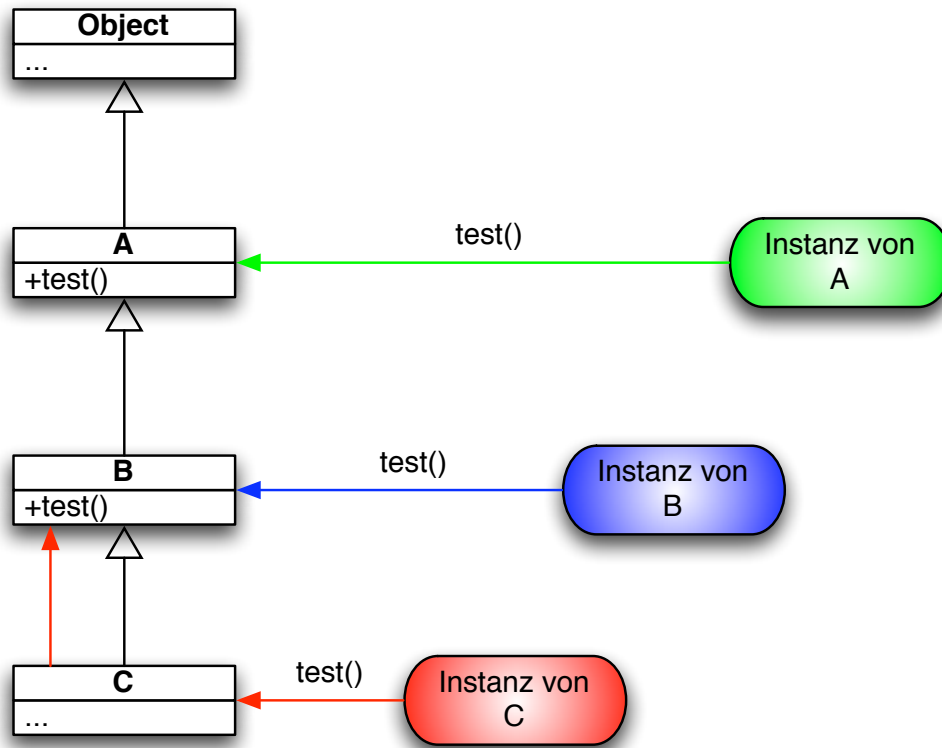 Object
...
A
+test()
test()
Instanz von
A
B
+test()
test()
Instanz von
B
C
...
test()
Instanz von
C